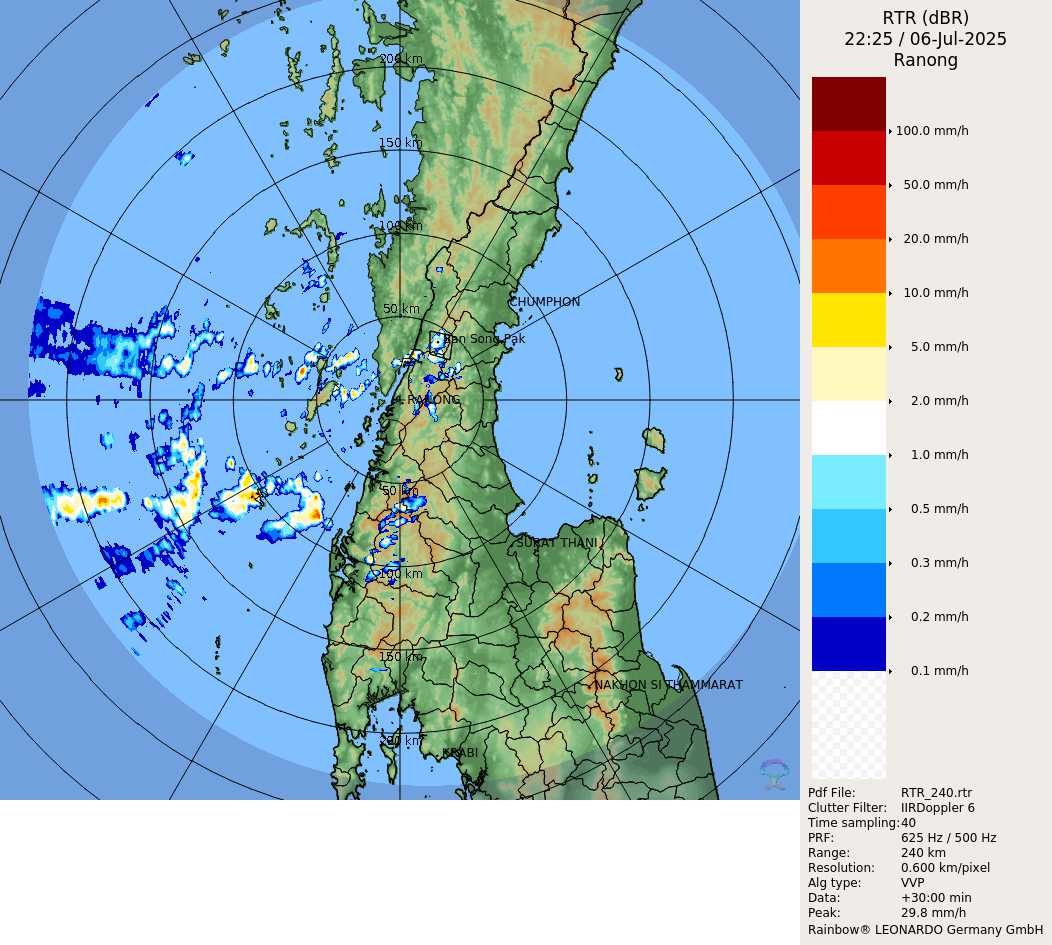 RTR (dBR)
22:25 / 06-Jul-2025
Ranong
200 km
150 km
100 km
50 km
CHUMPHON
Ban Song Pak
RANONG
50 km
SURAT THANI
100 km
150 km
NAKHON SI THAMMARAT
200 km
KRABI
100.0 mm/h
50.0 mm/h
20.0 mm/h
10.0 mm/h
5.0 mm/h
2.0 mm/h
1.0 mm/h
0.5 mm/h
0.3 mm/h
0.2 mm/h
0.1 mm/h
Pdf File: RTR_240.rtr
Clutter Filter: IIRDoppler 6
Time sampling: 40
PRF: 625 Hz / 500 Hz
Range: 240 km
Resolution: 0.600 km/pixel
Alg type: VVP
Data: +30:00 min
Peak: 29.8 mm/h
Rainbow® LEONARDO Germany GmbH